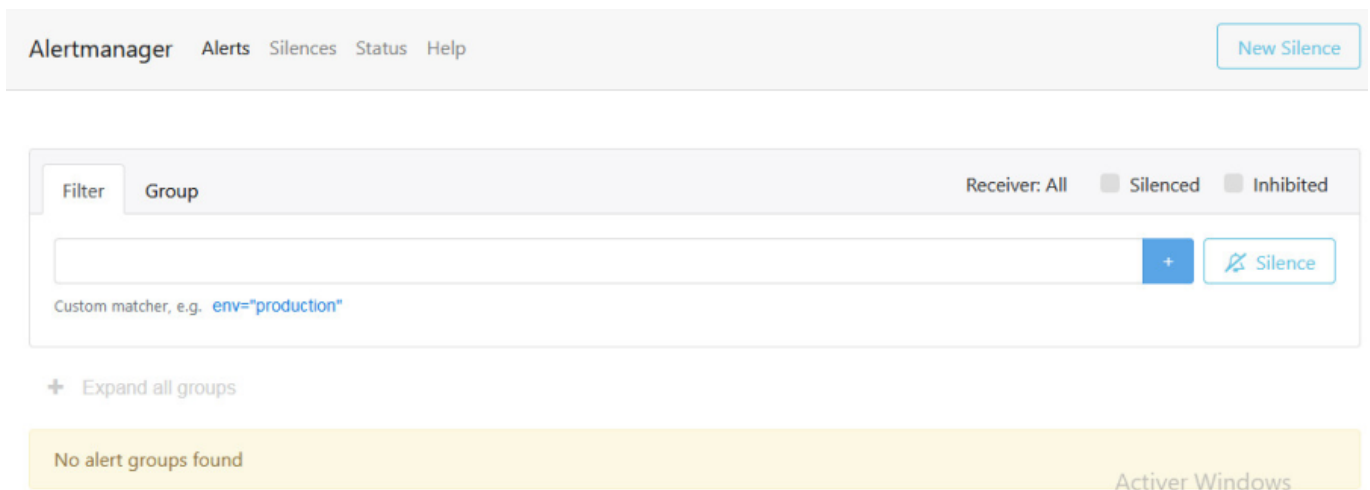 Alertmanager Alerts Silences Status Help New Silence
Filter Group Receiver: All Silenced Inhibited
+ Silence
Custom matcher, e.g. env="production"
+ Expand all groups
No alert groups found
Activer Windows